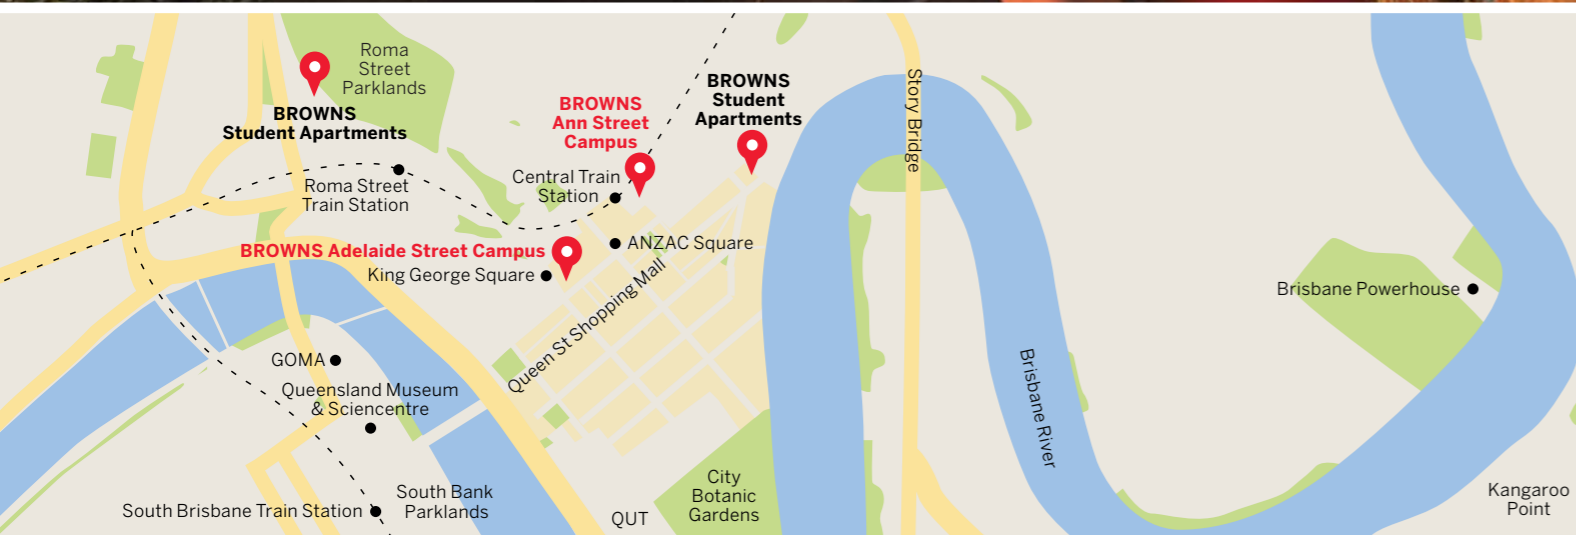 Roma
Street
Parklands
BROWNS
Student Apartments
BROWNS
Ann Street
Campus
BROWNS
Student
Apartments
Story Bridge
Roma Street
Train Station
Central Train
Station
BROWNS Adelaide Street Campus
ANZAC Square
King George Square
Queen St Shopping Mall
Brisbane Powerhouse
GOMA
Queensland Museum
& Sciencentre
Brisbane River
South Brisbane Train Station
South Bank
Parklands
QUT
City
Botanic
Gardens
Kangaroo
Point